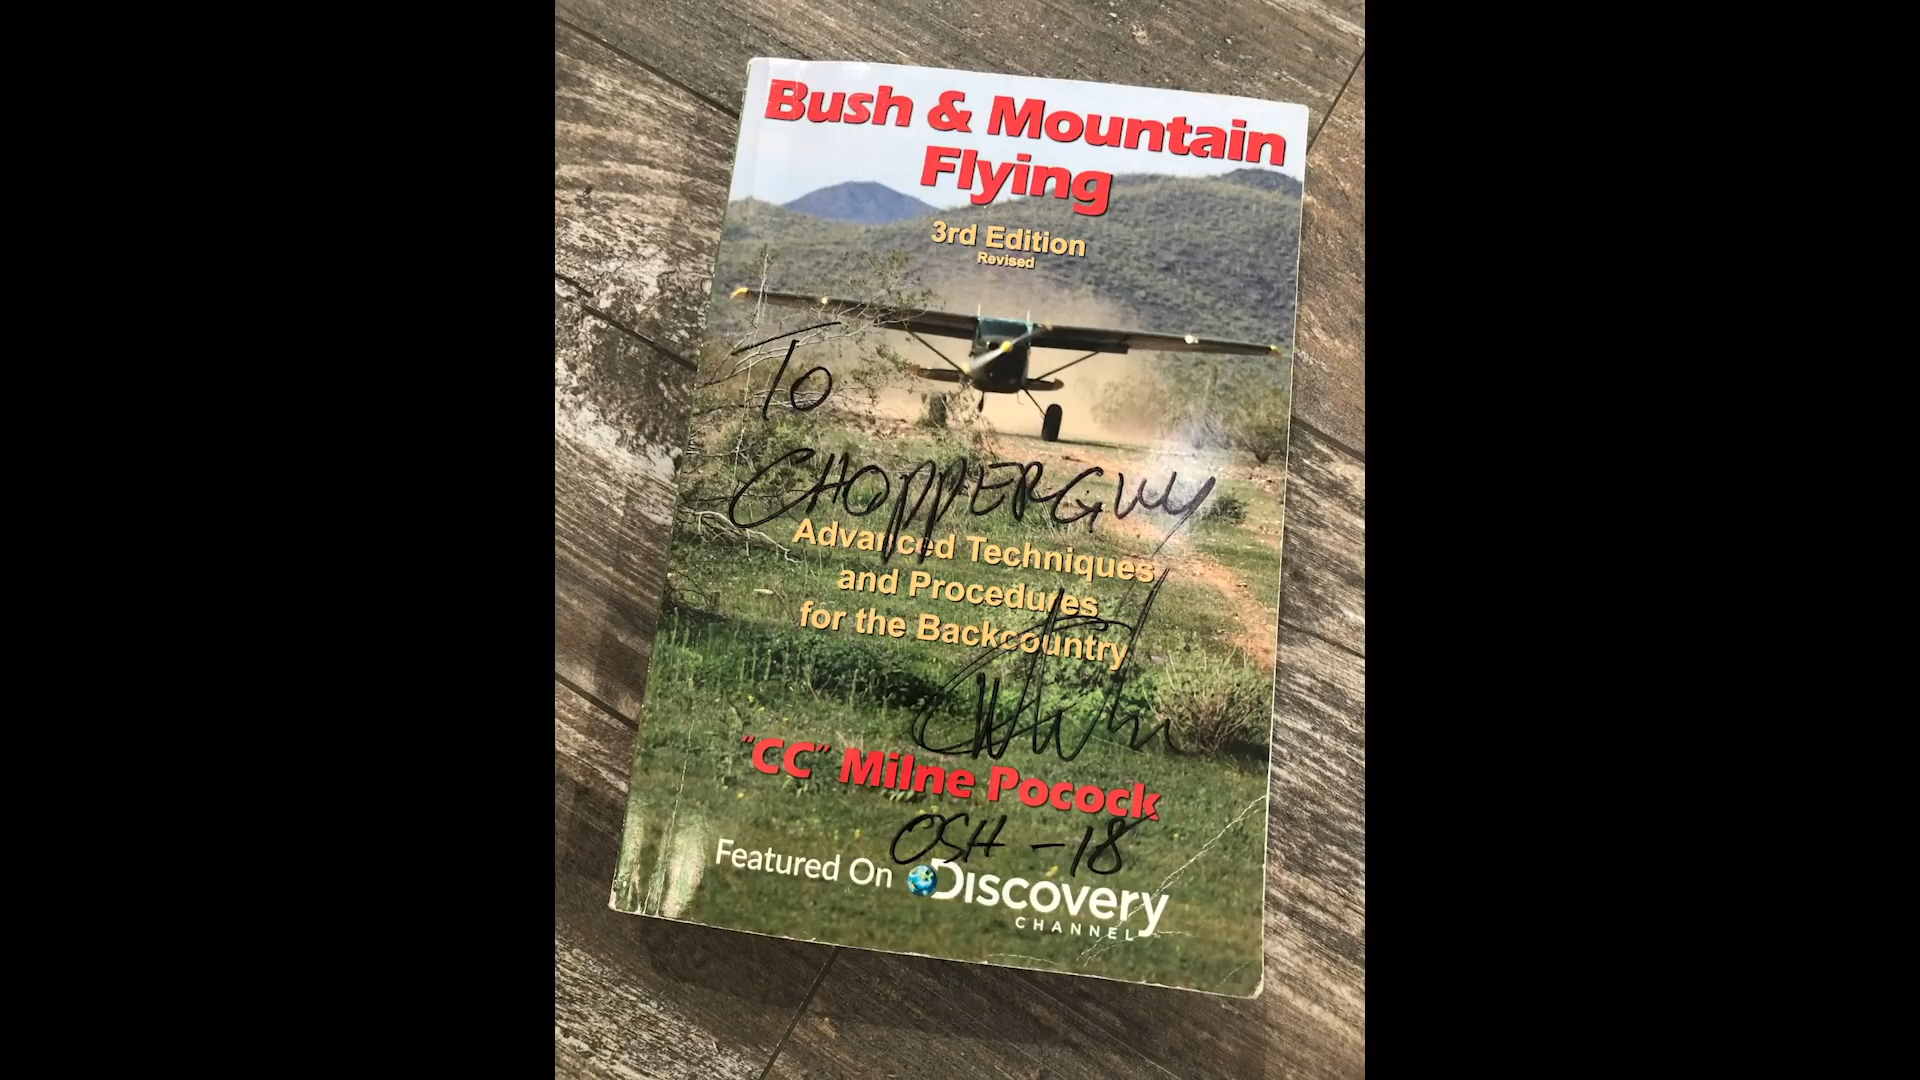 Bush & Mountain
Flying
3rd Edition
Revised
To
CHOPPERGUY
Advanced Techniques
and Procedures
for the Backcountry
"CC" Milne Pocock
OSH - 18
Featured On Discovery
CHANNEL